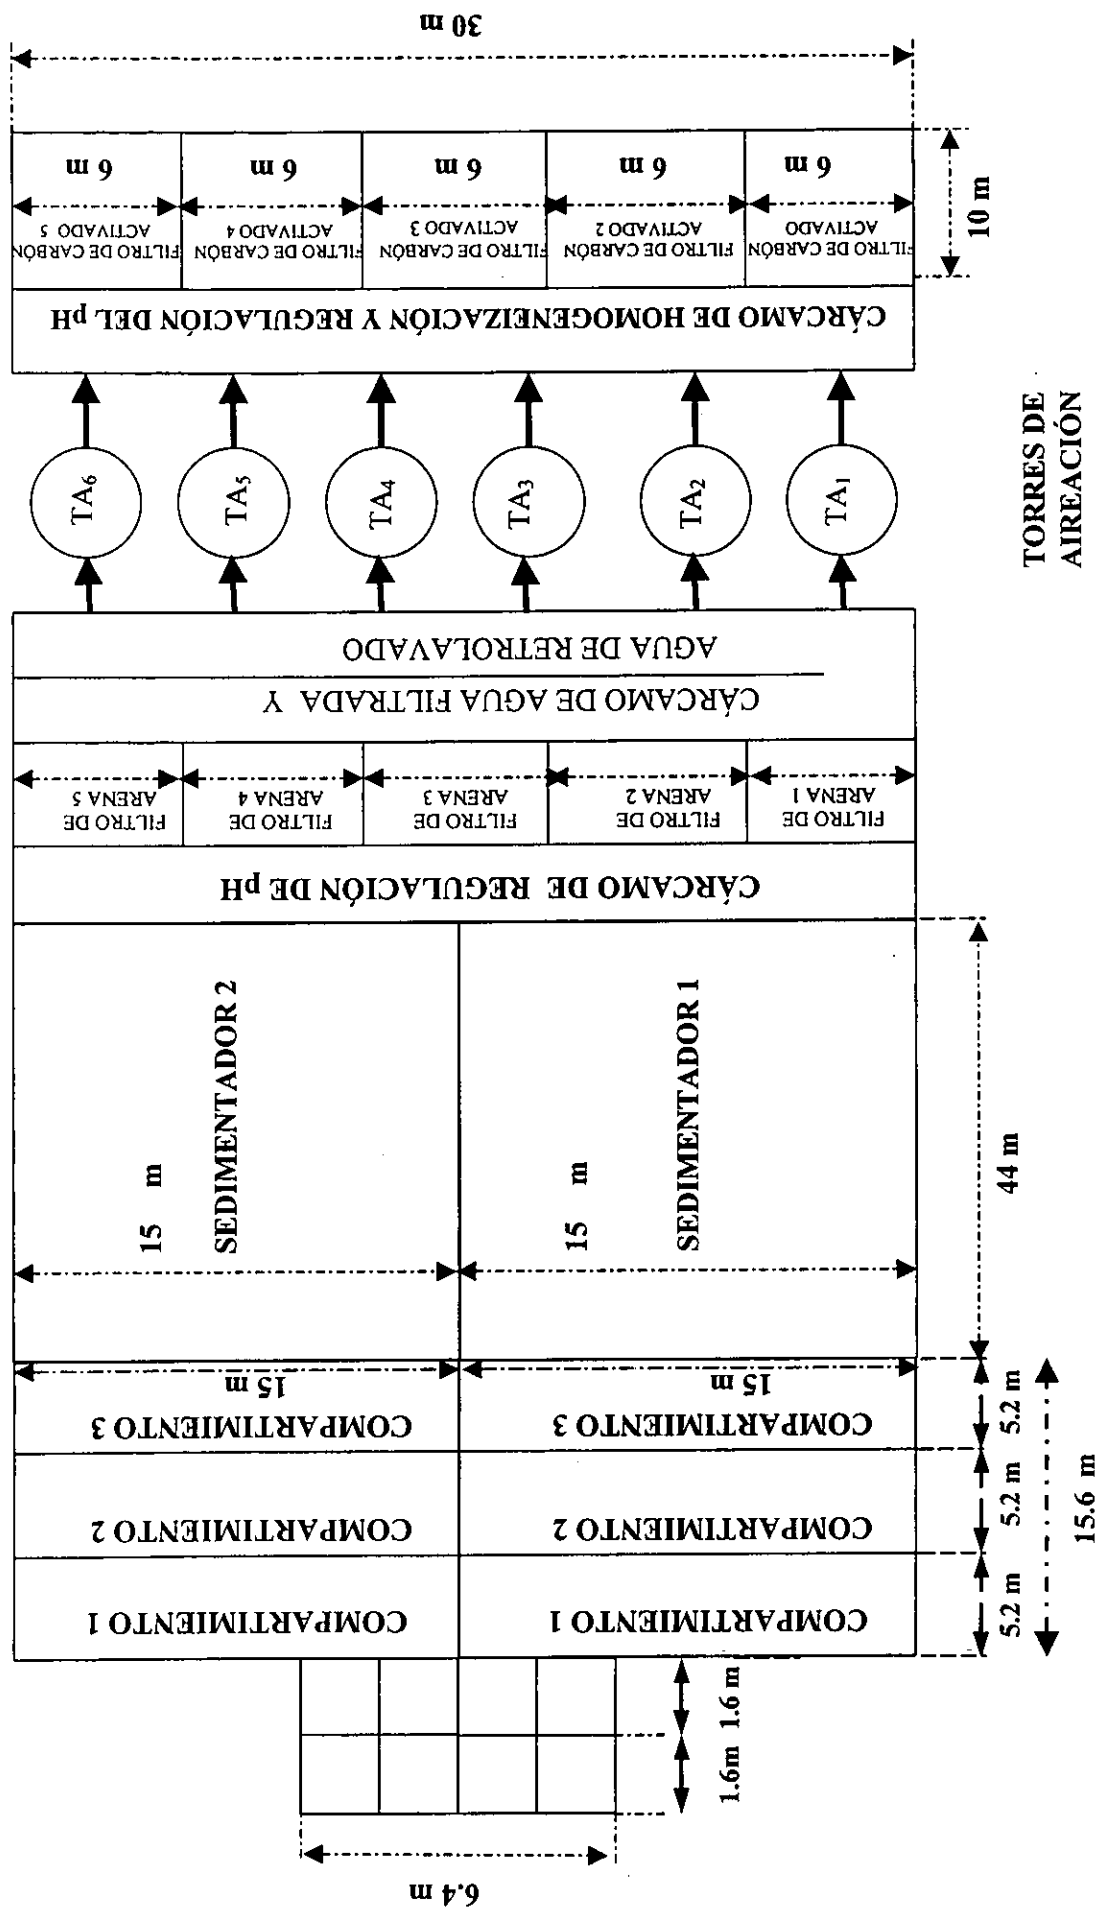 30 m
6 m
6 m
6 m
6 m
6 m
FILTRO DE CARBÓN
ACTIVADO 5
FILTRO DE CARBÓN
ACTIVADO 4
FILTRO DE CARBÓN
ACTIVADO 3
FILTRO DE CARBÓN
ACTIVADO 2
FILTRO DE CARBÓN
ACTIVADO
10 m
CÁRCAMO DE HOMOGENEIZACIÓN Y REGULACIÓN DEL pH
TA6
TA5
TA4
TA3
TA2
TA1
TORRES DE
AIREACIÓN
CÁRCAMO DE AGUA FILTRADA Y
AGUA DE RETROLAVADO
FILTRO DE
ARENA 5
FILTRO DE
ARENA 4
FILTRO DE
ARENA 3
FILTRO DE
ARENA 2
FILTRO DE
ARENA 1
CÁRCAMO DE REGULACIÓN DE pH
15 m
SEDIMENTADOR 2
15 m
SEDIMENTADOR 1
44 m
15 m
COMPARTIMIENTO 3
15 m
COMPARTIMIENTO 3
COMPARTIMIENTO 2
COMPARTIMIENTO 2
COMPARTIMIENTO 1
COMPARTIMIENTO 1
5.2 m
5.2 m
5.2 m
15.6 m
1.6m
1.6 m
6.4 m